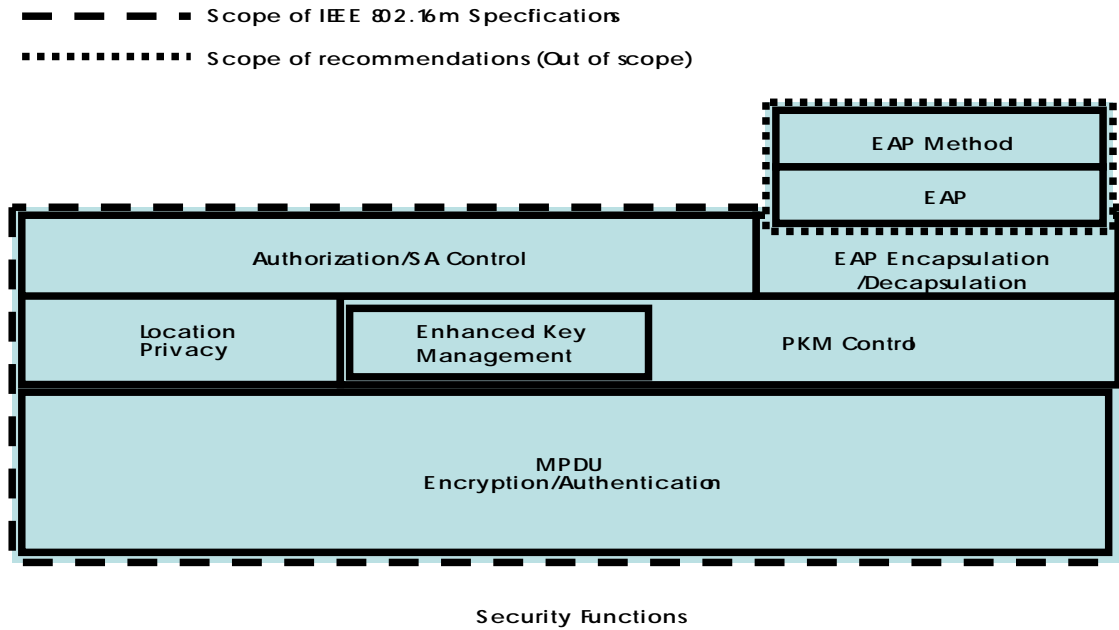 Scope of IEEE 802.16m Specfications
Scope of recommendations (Out of scope)
EAP Method
EAP
Authorization/SA Control
EAP Encapsulation
/Decapsulation
Location
Privacy
Enhanced Key
Management
PKM Control
MPDU
Encryption/Authentication
Security Functions